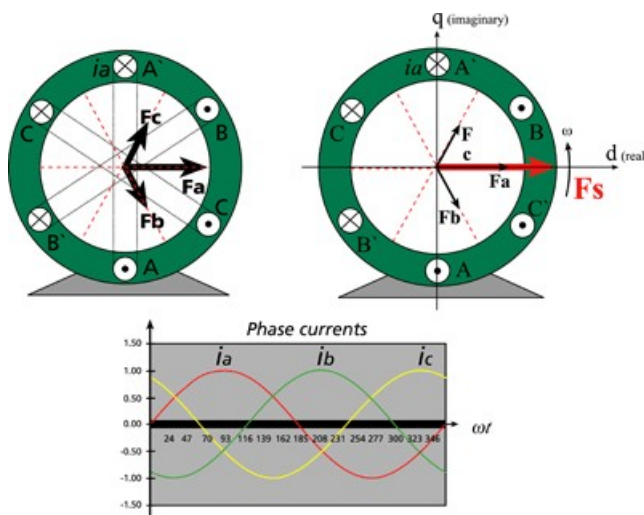 ia A`
Fc
C
B
Fa
Fb
C
B`
A
q (imaginary)
ia A`
F
C
B
ω
c
d (real
Fa
Fs
Fb
C`
B`
A
Phase currents
ia ib ic
1.50
1.00
0.50
0.00
-0.50
-1.00
-1.50
24 47 70 93 116 139 162 185 208 231 254 277 300 323 346
ωt